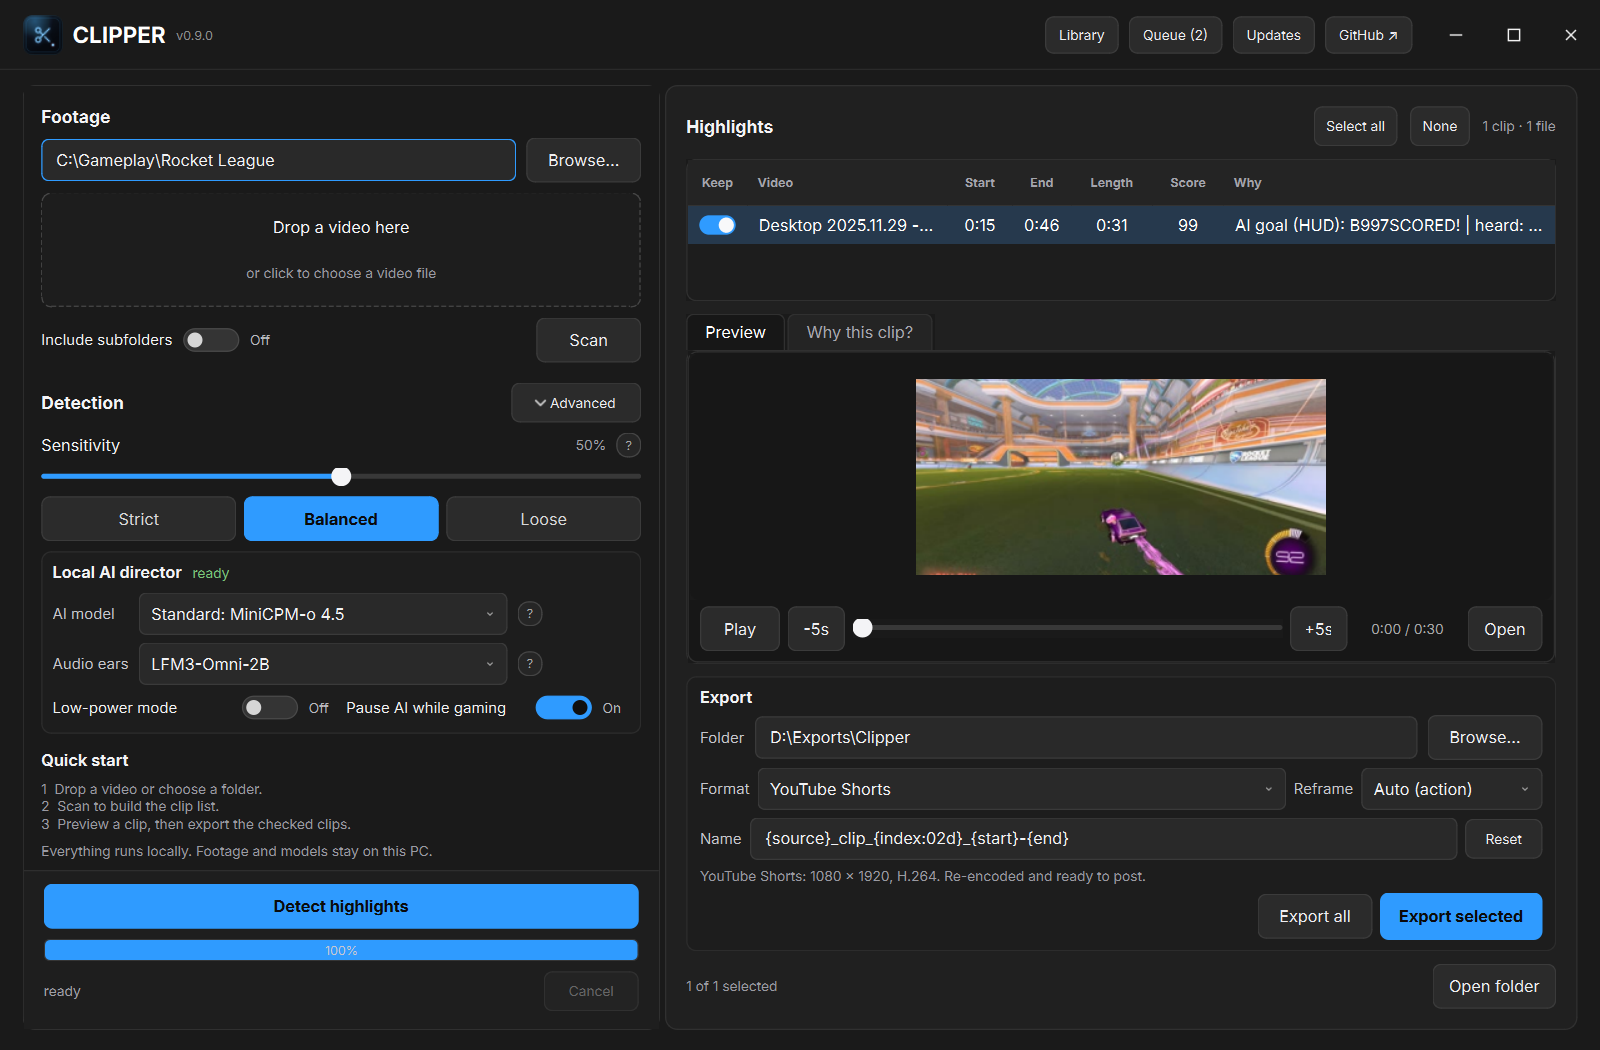 CLIPPER v0.9.0
Library
Queue (2)
Updates
GitHub ↗
Footage
C:\Gameplay\Rocket League
Browse...
Drop a video here
or click to choose a video file
Include subfolders Off
Scan
Detection
Advanced
Sensitivity
50% ?
Strict
Balanced
Loose
Local AI director ready
AI model Standard: MiniCPM-o 4.5 ?
Audio ears LFM3-Omni-2B ?
Low-power mode Off Pause AI while gaming On
Quick start
1 Drop a video or choose a folder.
2 Scan to build the clip list.
3 Preview a clip, then export the checked clips.
Everything runs locally. Footage and models stay on this PC.
Detect highlights
100%
ready
Cancel
Highlights
Select all
None
1 clip · 1 file
Keep Video Start End Length Score Why
Desktop 2025.11.29 -... 0:15 0:46 0:31 99 AI goal (HUD): B997SCORED! | heard: ...
Preview
Why this clip?
92
Play
-5s
+5s
0:00 / 0:30
Open
Export
Folder D:\Exports\Clipper
Browse...
Format YouTube Shorts
Reframe Auto (action)
Name {source}_clip_{index:02d}_{start}-{end}
Reset
YouTube Shorts: 1080 × 1920, H.264. Re-encoded and ready to post.
Export all
Export selected
1 of 1 selected
Open folder